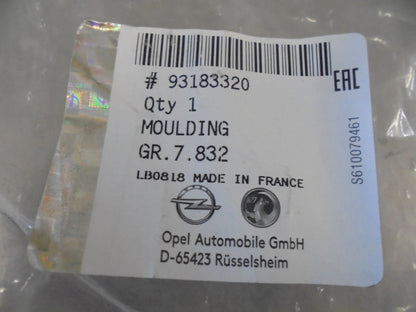 # 93183320
EAC
Qty 1
MOULDING
GR.7.832
LB0818 MADE IN FRANCE
S610079461
Opel Automobile GmbH
D-65423 Rüsselsheim